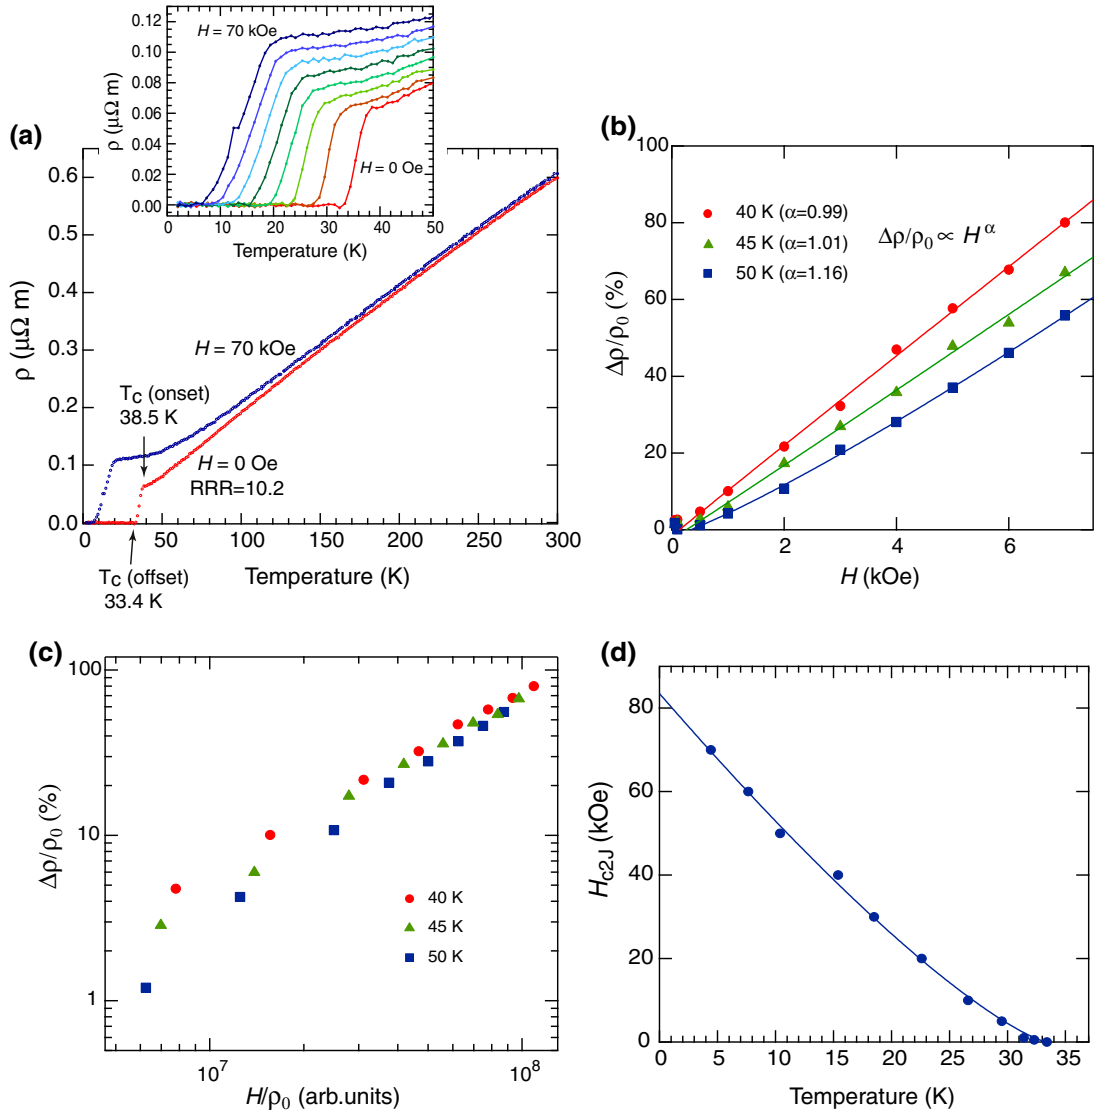 (a)
0.12
0.10
0.08
0.06
0.04
0.02
0.00
ρ (μΩ m)
H = 70 kOe
H = 0 Oe
0 10 20 30 40 50
Temperature (K)
0.6
0.5
0.4
0.3
0.2
0.1
0.0
ρ (μΩ m)
H = 70 kOe
Tc (onset)
38.5 K
H = 0 Oe
RRR=10.2
0 50 100 150 200 250 300
Tc (offset)
33.4 K
Temperature (K)
(b)
100
80
60
40
20
0
Δρ/ρ0 (%)
40 K (α=0.99)
45 K (α=1.01)
50 K (α=1.16)
Δρ/ρ0 ∝ H^α
0 2 4 6
H (kOe)
(c)
100
10
1
Δρ/ρ0 (%)
40 K
45 K
50 K
10^7 10^8
H/ρ0 (arb.units)
(d)
80
60
40
20
0
Hc2J (kOe)
0 5 10 15 20 25 30 35
Temperature (K)